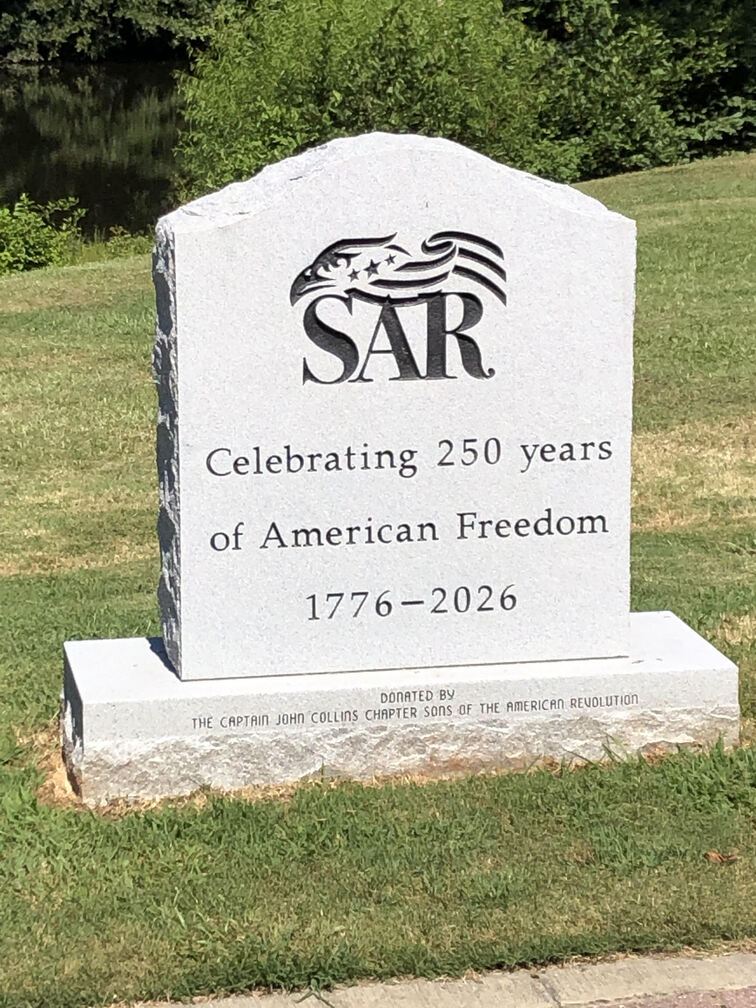 SAR
Celebrating 250 years
of American Freedom
1776–2026
DONATED BY
THE CAPTAIN JOHN COLLINS CHAPTER SONS OF THE AMERICAN REVOLUTION